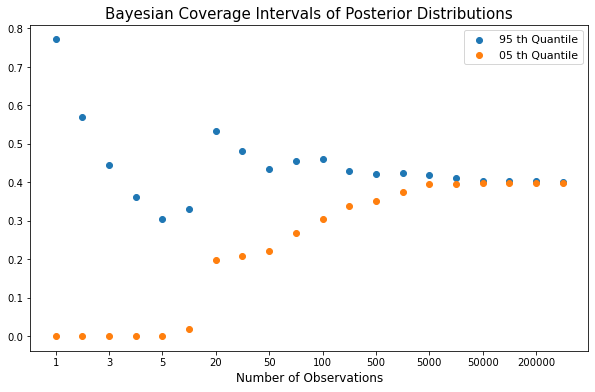 Bayesian Coverage Intervals of Posterior Distributions
95 th Quantile
05 th Quantile
0.8
0.7
0.6
0.5
0.4
0.3
0.2
0.1
0.0
1 3 5 20 50 100 500 5000 50000 200000
Number of Observations